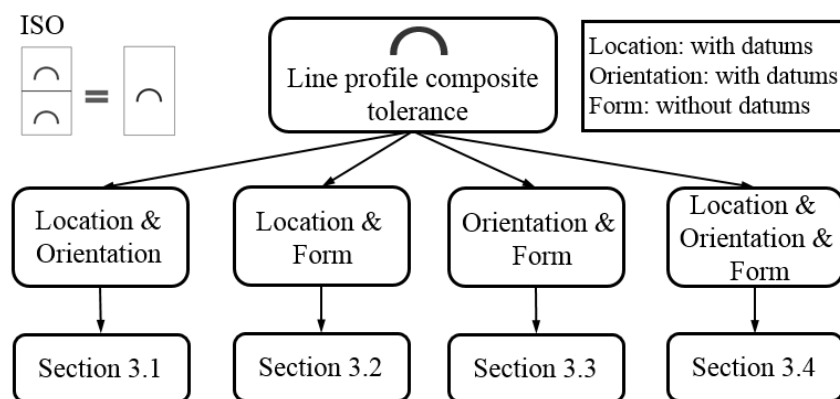 ISO
=
Line profile composite
tolerance
Location: with datums
Orientation: with datums
Form: without datums
Location &
Orientation
Location &
Form
Orientation &
Form
Location &
Orientation &
Form
Section 3.1
Section 3.2
Section 3.3
Section 3.4